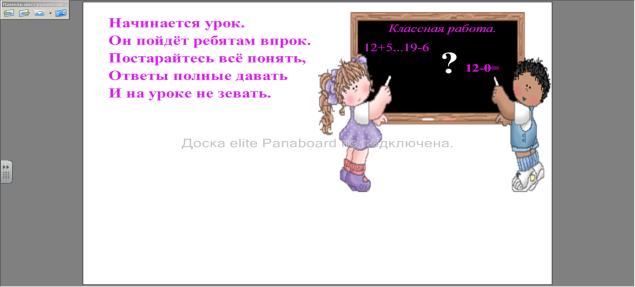 Начинается урок.
Он пойдёт ребятам впрок.
Постарайтесь всё понять,
Ответы полные давать
И на уроке не зевать.
Классная работа.
12+5...19-6
?
12-0=
Доска elite Panaboard подключена.